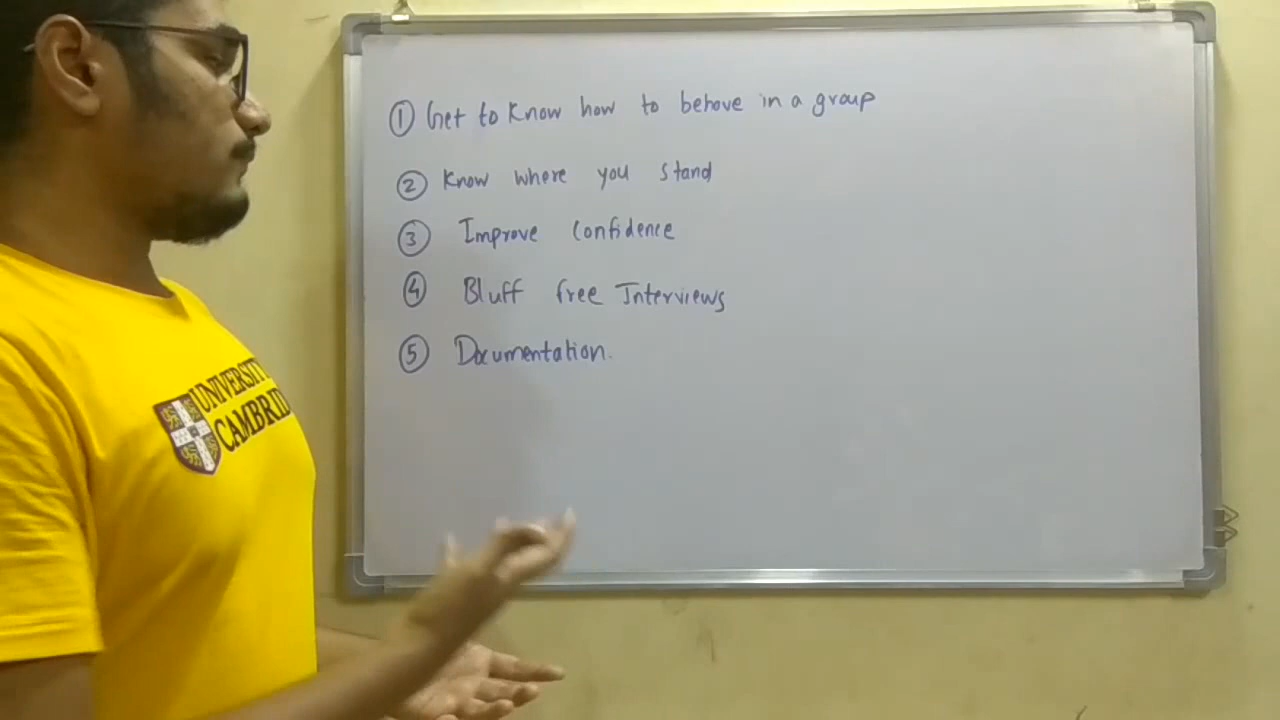 ① Get to Know how to behave in a group
② Know where you stand
③ Improve Confidence
④ Bluff free Interviews
⑤ Documentation.
UNIVERSITY
CAMBRID